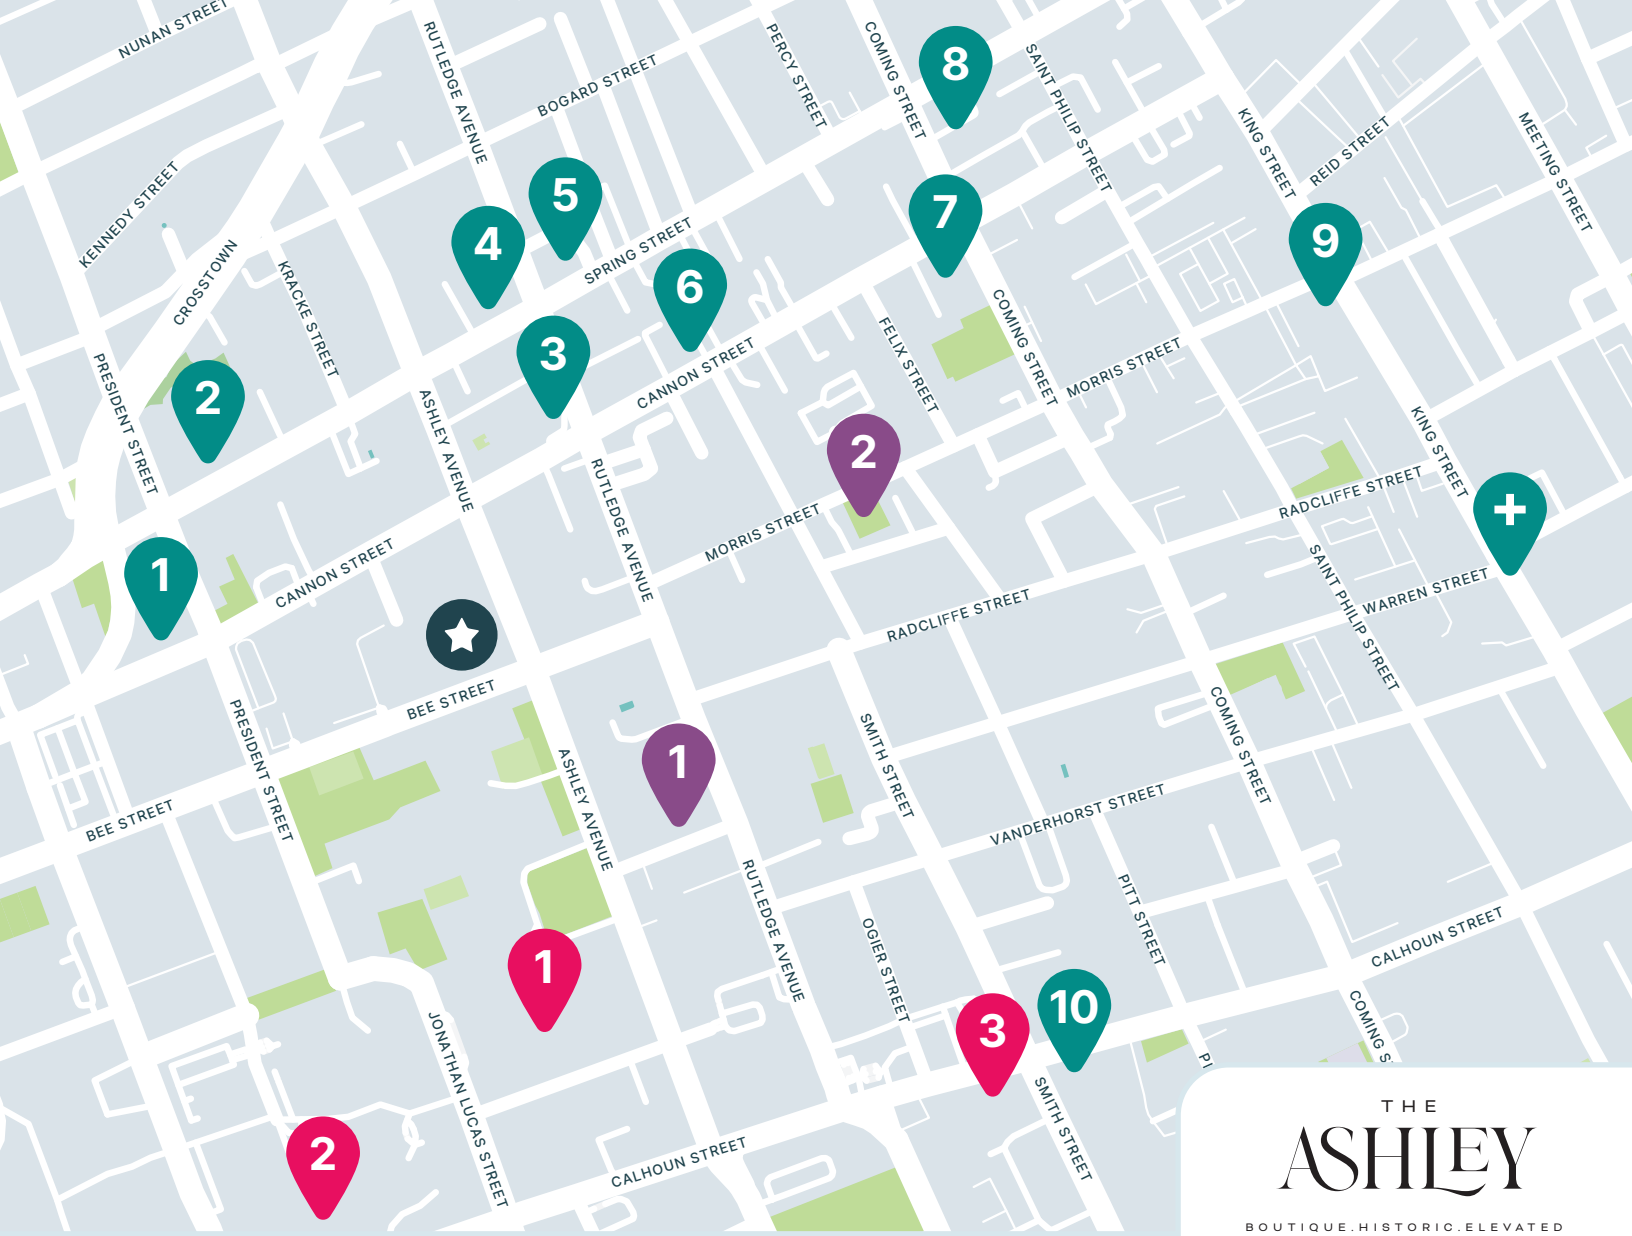 NUNAN STREET
RUTLEDGE AVENUE
BOGARD STREET
PERCY STREET
COMING STREET
8
SAINT PHILIP STREET
KING STREET
REID STREET
MEETING STREET
KENNEDY STREET
CROSSTOWN
KRACKE STREET
5
4
SPRING STREET
7
9
6
3
CANNON STREET
FELIX STREET
COMING STREET
MORRIS STREET
PRESIDENT STREET
2
ASHLEY AVENUE
2
KING STREET
RUTLEDGE AVENUE
MORRIS STREET
RADCLIFFE STREET
+
1
CANNON STREET
SAINT PHILIP STREET
WARREN STREET
RADCLIFFE STREET
BEE STREET
PRESIDENT STREET
1
ASHLEY AVENUE
SMITH STREET
COMING STREET
BEE STREET
VANDERHORST STREET
RUTLEDGE AVENUE
PITT STREET
OGIER STREET
CALHOUN STREET
1
3
10
COMING S
JONATHAN LUCAS STREET
PI
SMITH STREET
2
CALHOUN STREET
THE
ASHLEY
BOUTIQUE.HISTORIC.ELEVATED